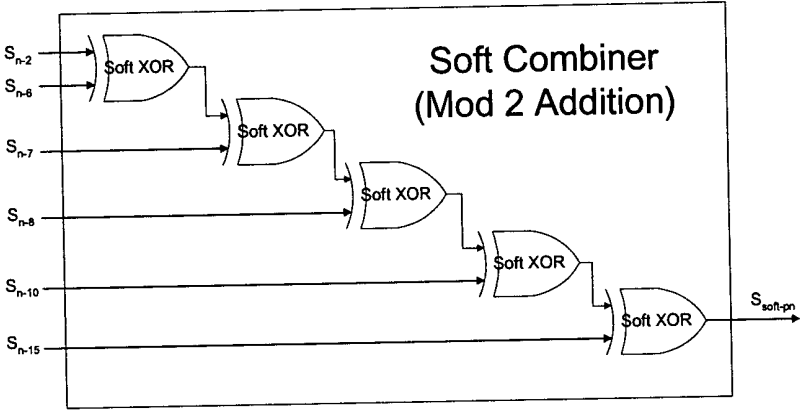 Soft Combiner
(Mod 2 Addition)
Sn-2
Soft XOR
Sn-6
Soft XOR
Sn-7
Soft XOR
Sn-8
Soft XOR
Sn-10
Soft XOR
Ssoft-pn
Sn-15